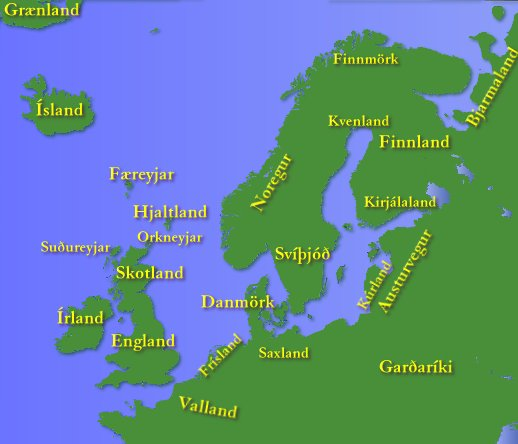 Grænland
Finnmörk
Bjarmaland
Ísland
Kvenland
Finnland
Færeyjar
Noregur
Hjaltland
Kirjálaland
Orkneyjar
Suðureyjar
Svíþjóð
Austurvegur
Skotland
Kúrland
Danmörk
Írland
England
Frísland
Saxland
Garðaríki
Valland